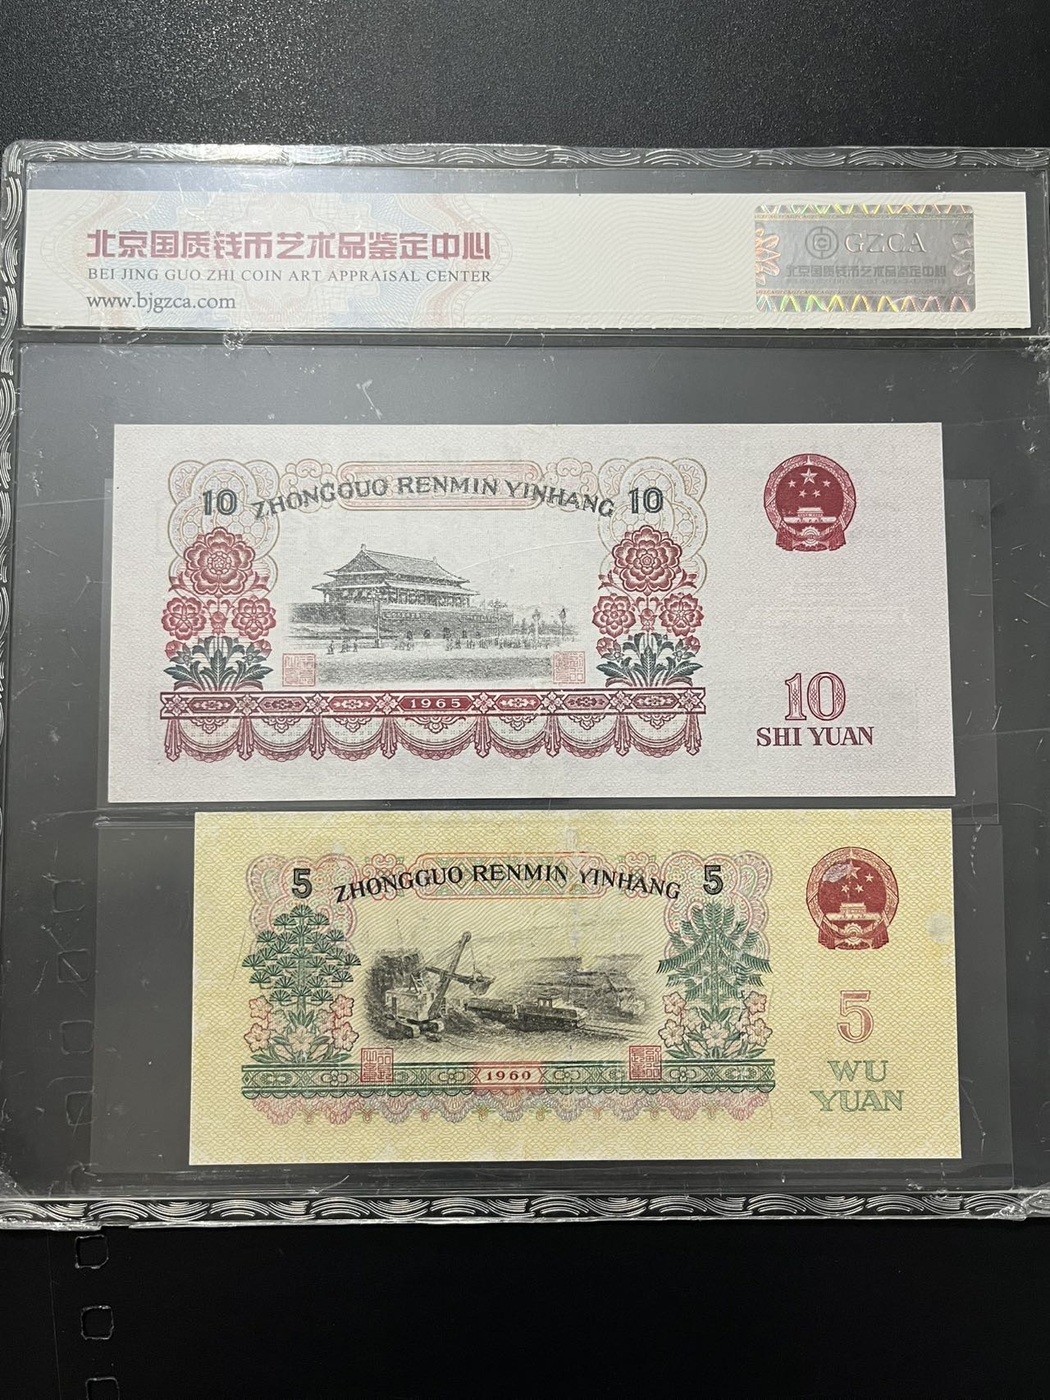 北京国质钱币艺术品鉴定中心
BEI JING GUO ZHI COIN ART APPRAISAL CENTER
www.bjgzca.com
GZCA
北京国质钱币艺术品鉴定中心
10 ZHONGGUO RENMIN YINHANG 10
1965
10
SHI YUAN
5 ZHONGGUO RENMIN YINHANG 5
1960
5
WU
YUAN